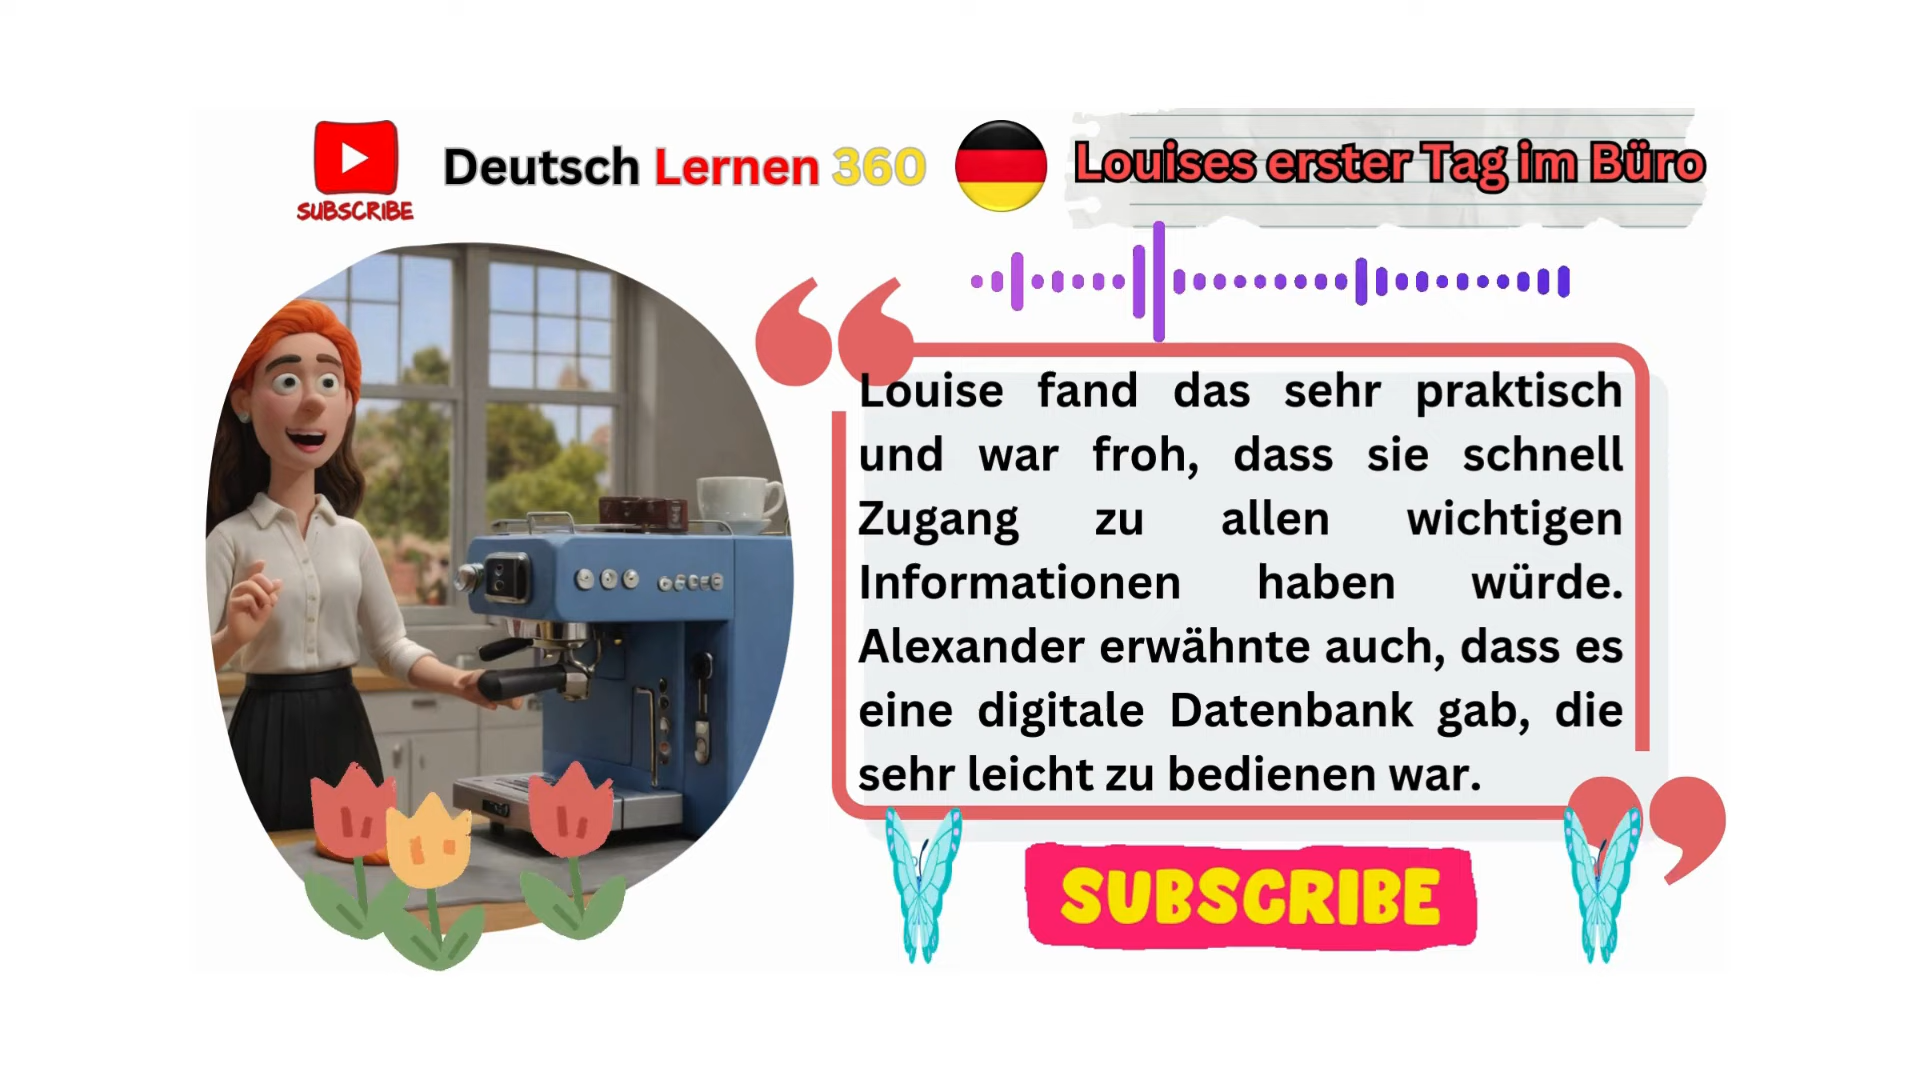 Deutsch Lernen 360
Louises erster Tag im Büro
SUBSCRIBE
Louise fand das sehr praktisch
und war froh, dass sie schnell
Zugang zu allen wichtigen
Informationen haben würde.
Alexander erwähnte auch, dass es
eine digitale Datenbank gab, die
sehr leicht zu bedienen war.
SUBSCRIBE